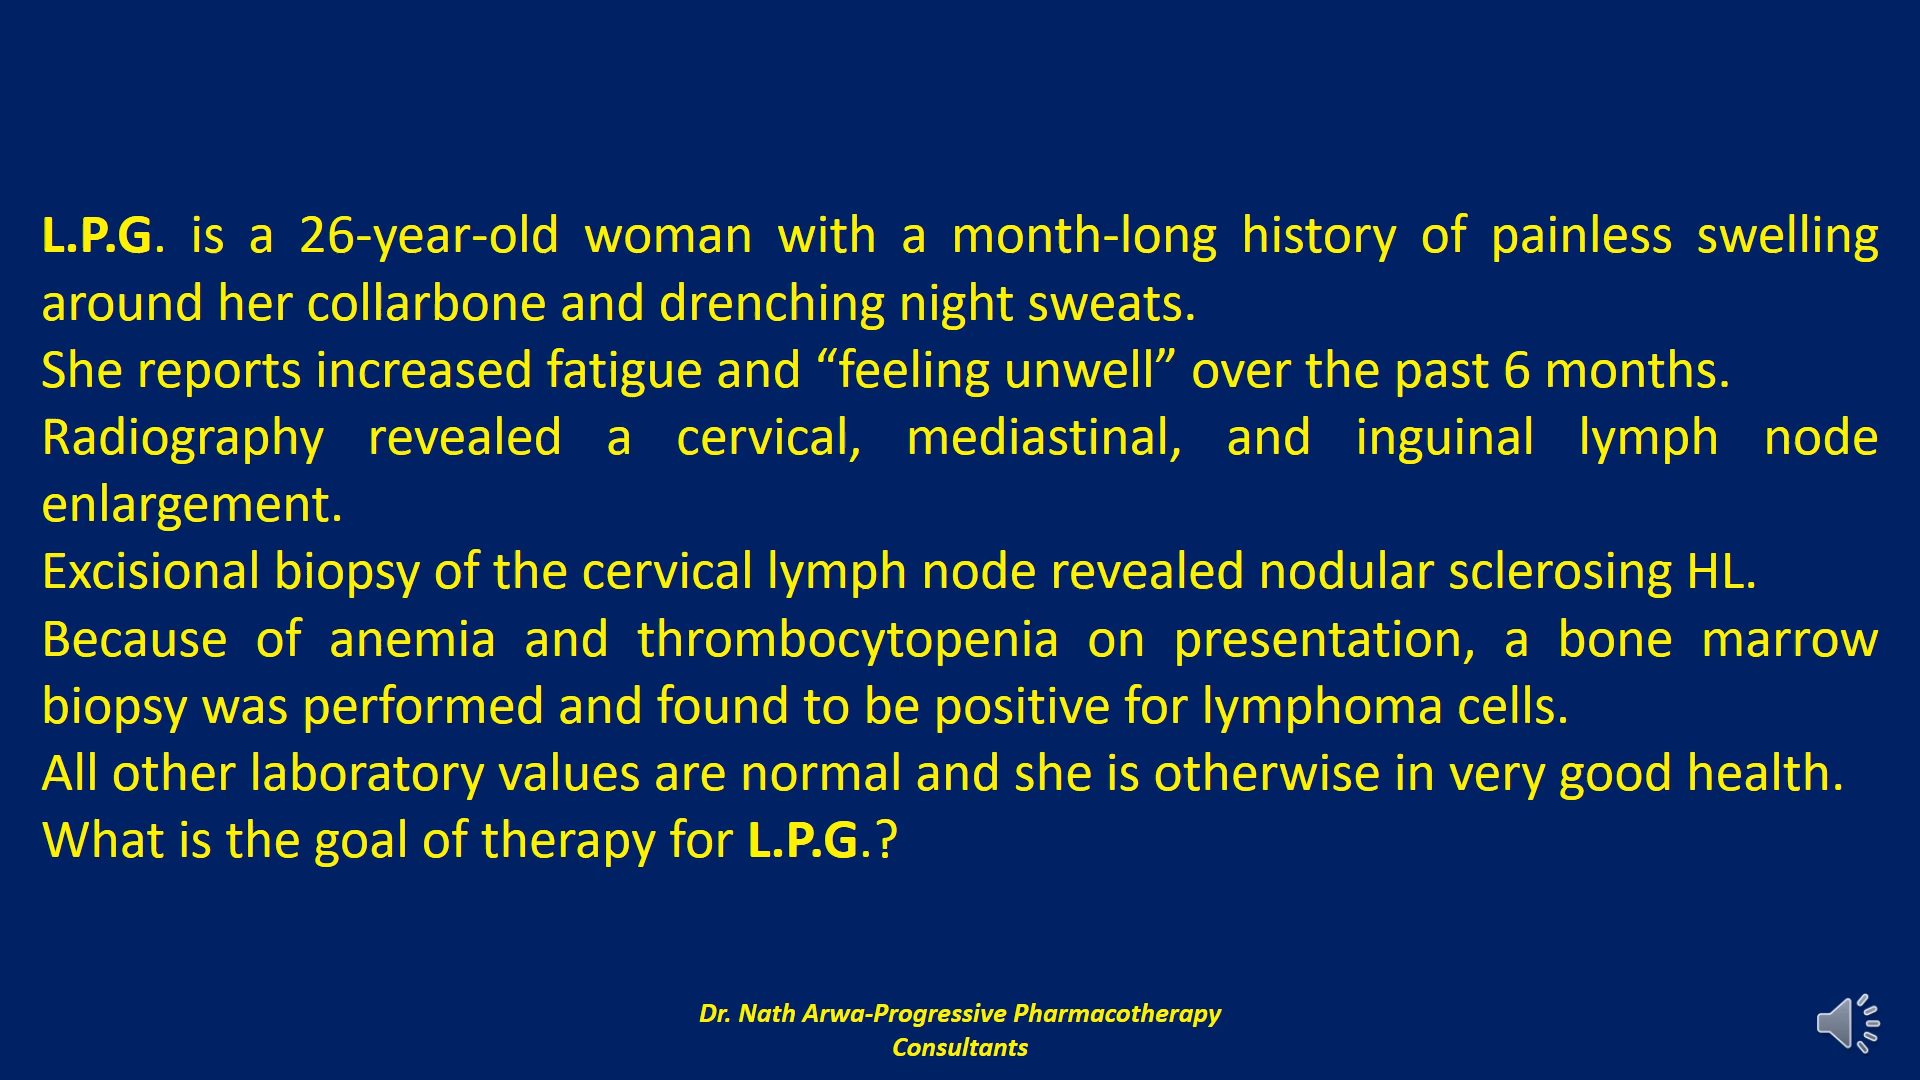 L.P.G. is a 26-year-old woman with a month-long history of painless swelling
around her collarbone and drenching night sweats.
She reports increased fatigue and “feeling unwell” over the past 6 months.
Radiography revealed a cervical, mediastinal, and inguinal lymph node
enlargement.
Excisional biopsy of the cervical lymph node revealed nodular sclerosing HL.
Because of anemia and thrombocytopenia on presentation, a bone marrow
biopsy was performed and found to be positive for lymphoma cells.
All other laboratory values are normal and she is otherwise in very good health.
What is the goal of therapy for L.P.G.?
Dr. Nath Arwa-Progressive Pharmacotherapy
Consultants